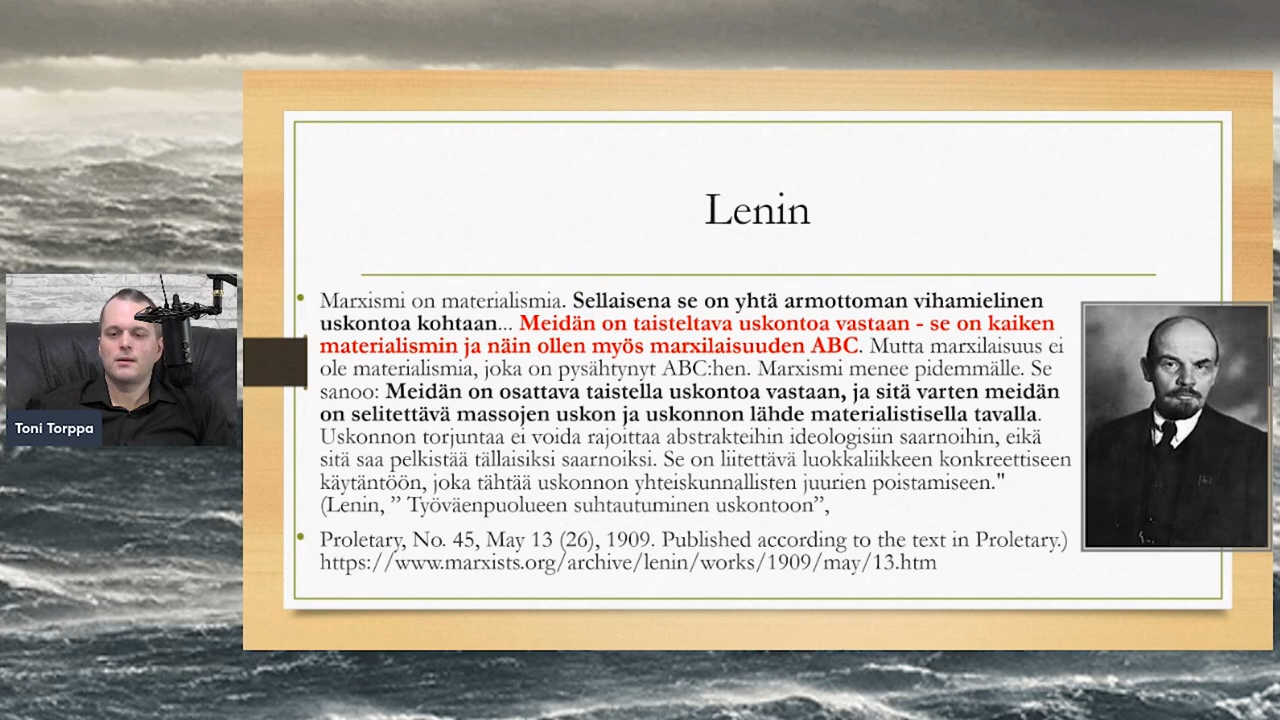 Lenin
Marxismi on materialismia. Sellaisena se on yhtä armottoman vihamielinen
uskontoa kohtaan... Meidän on taisteltava uskontoa vastaan - se on kaiken
materialismin ja näin ollen myös marxilaisuuden ABC. Mutta marxilaisuus ei
ole materialismia, joka on pysähtynyt ABC:hen. Marxismi menee pidemmälle. Se
sanoo: Meidän on osattava taistella uskontoa vastaan, ja sitä varten meidän
on selitettävä massojen uskon ja uskonnon lähde materialistisella tavalla.
Uskonnon torjuntaa ei voida rajoittaa abstrakteihin ideologisiin saarnoihin, eikä
sitä saa pelkistää tällaisiksi saarnoiksi. Se on liitettävä luokkaliikkeen konkreettiseen
käytäntöön, joka tähtää uskonnon yhteiskunnallisten juurien poistamiseen."
(Lenin, ” Työväenpuolueen suhtautuminen uskontoon”,
Proletary, No. 45, May 13 (26), 1909. Published according to the text in Proletary.)
https://www.marxists.org/archive/lenin/works/1909/may/13.htm
Toni Torppa